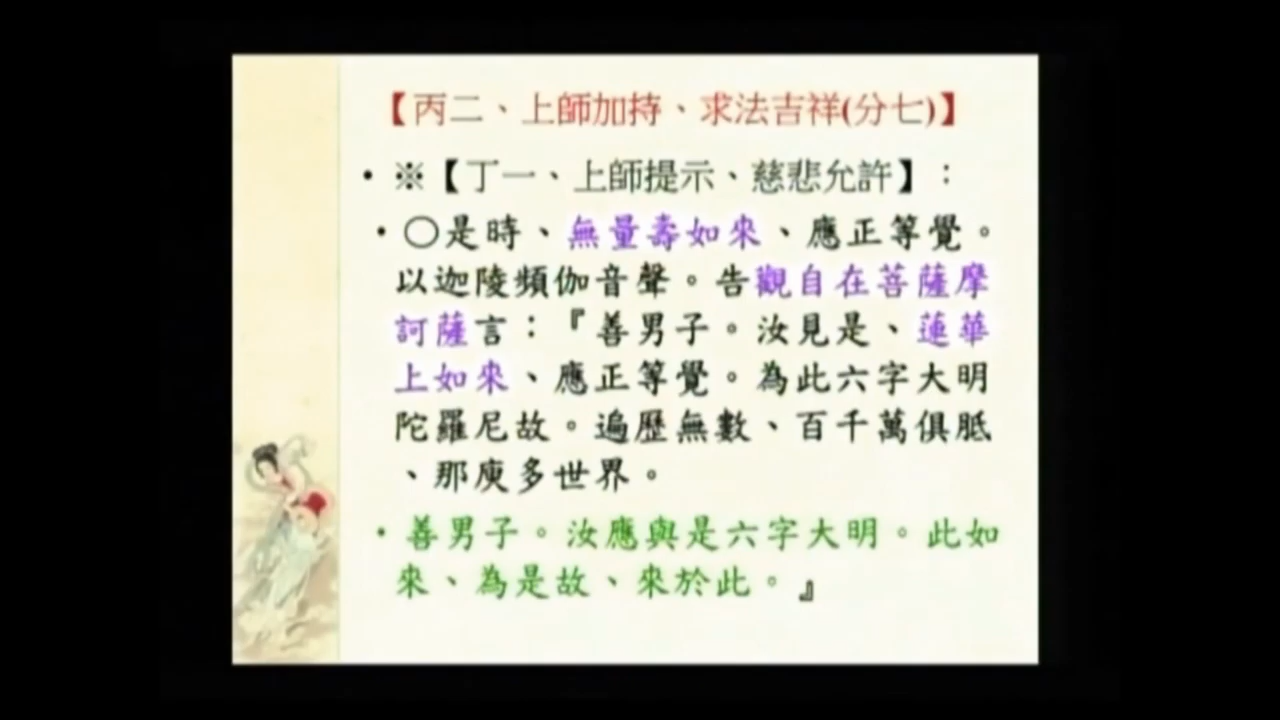 【丙二、上師加持、求法吉祥(分七)】
•※【丁一、上師提示、慈悲允許】：
•○是時、無量壽如來、應正等覺。
以迦陵頻伽音聲。告觀自在菩薩摩
訶薩言：『善男子。汝見是、蓮華
上如來、應正等覺。為此六字大明
陀羅尼故。遍歷無數、百千萬俱胝
、那庾多世界。
•善男子。汝應與是六字大明。此如
來、為是故、來於此。』